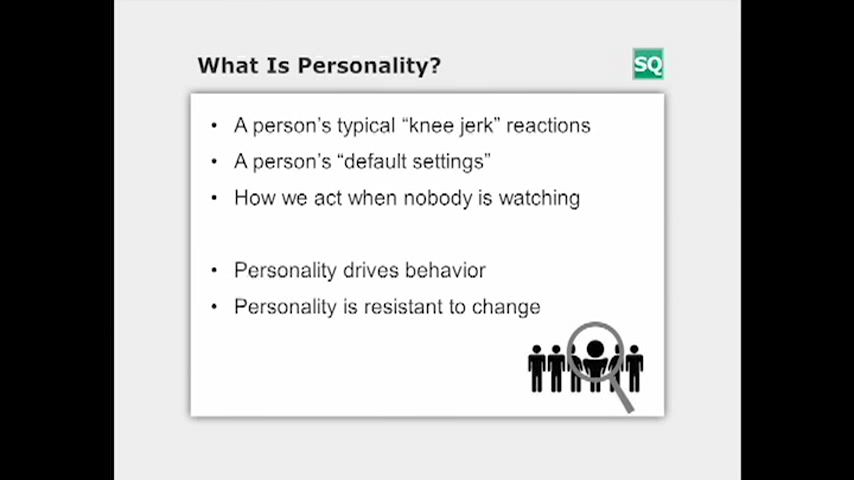 What Is Personality?
SQ
• A person's typical “knee jerk” reactions
• A person's “default settings”
• How we act when nobody is watching
• Personality drives behavior
• Personality is resistant to change